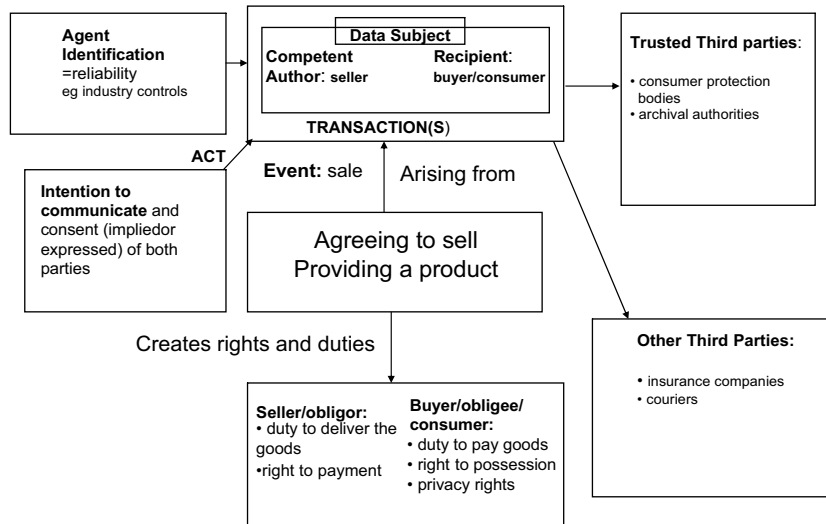 Agent
Identification
=reliability
eg industry controls
Data Subject
Competent
Author: seller
Recipient:
buyer/consumer
TRANSACTION(S)
Trusted Third parties:
• consumer protection
bodies
• archival authorities
ACT
Intention to
communicate and
consent (impliedor
expressed) of both
parties
Event: sale
Arising from
Agreeing to sell
Providing a product
Creates rights and duties
Seller/obligor:
• duty to deliver the
goods
•right to payment
Buyer/obligee/
consumer:
• duty to pay goods
• right to possession
• privacy rights
Other Third Parties:
• insurance companies
• couriers